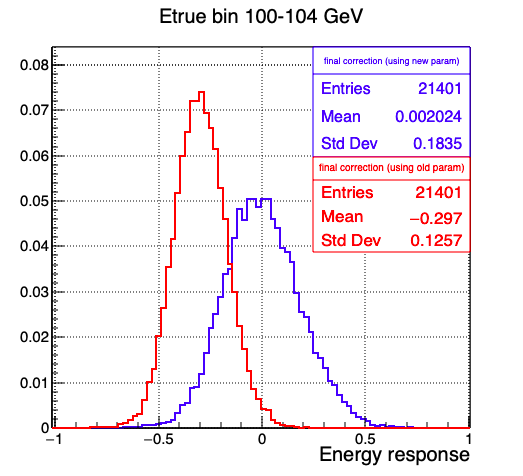 Etrue bin 100-104 GeV
final correction (using new param)
Entries 21401
Mean 0.002024
Std Dev 0.1835
final correction (using old param)
Entries 21401
Mean −0.297
Std Dev 0.1257
0.08
0.07
0.06
0.05
0.04
0.03
0.02
0.01
0
−1 −0.5 0 0.5 1
Energy response